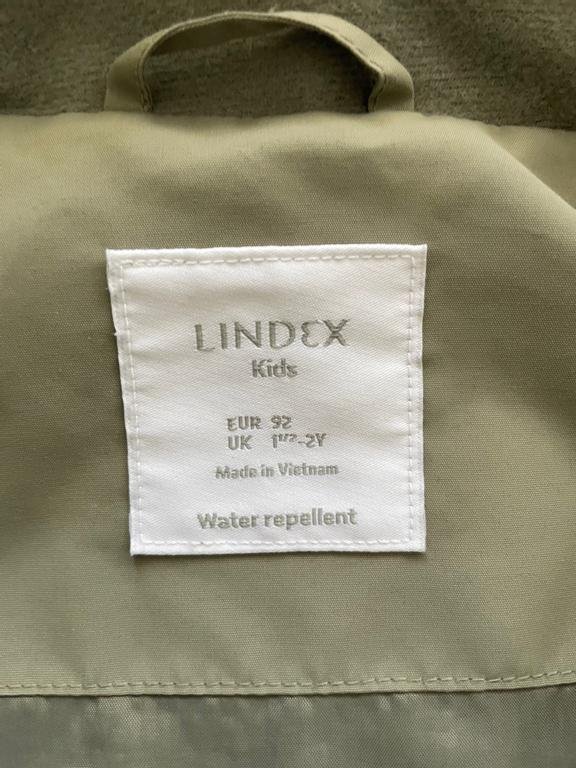 LINDEX
Kids
EUR 92
UK 1½-2Y
Made in Vietnam
Water repellent